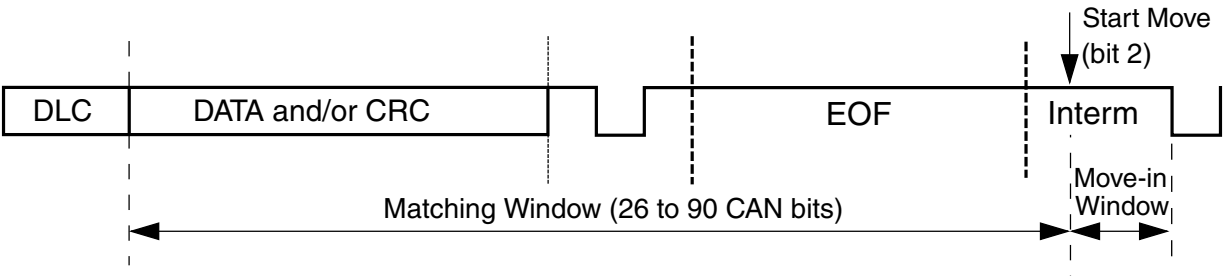 Start Move
(bit 2)
DLC
DATA and/or CRC
EOF
Interm
Move-in
Window
Matching Window (26 to 90 CAN bits)